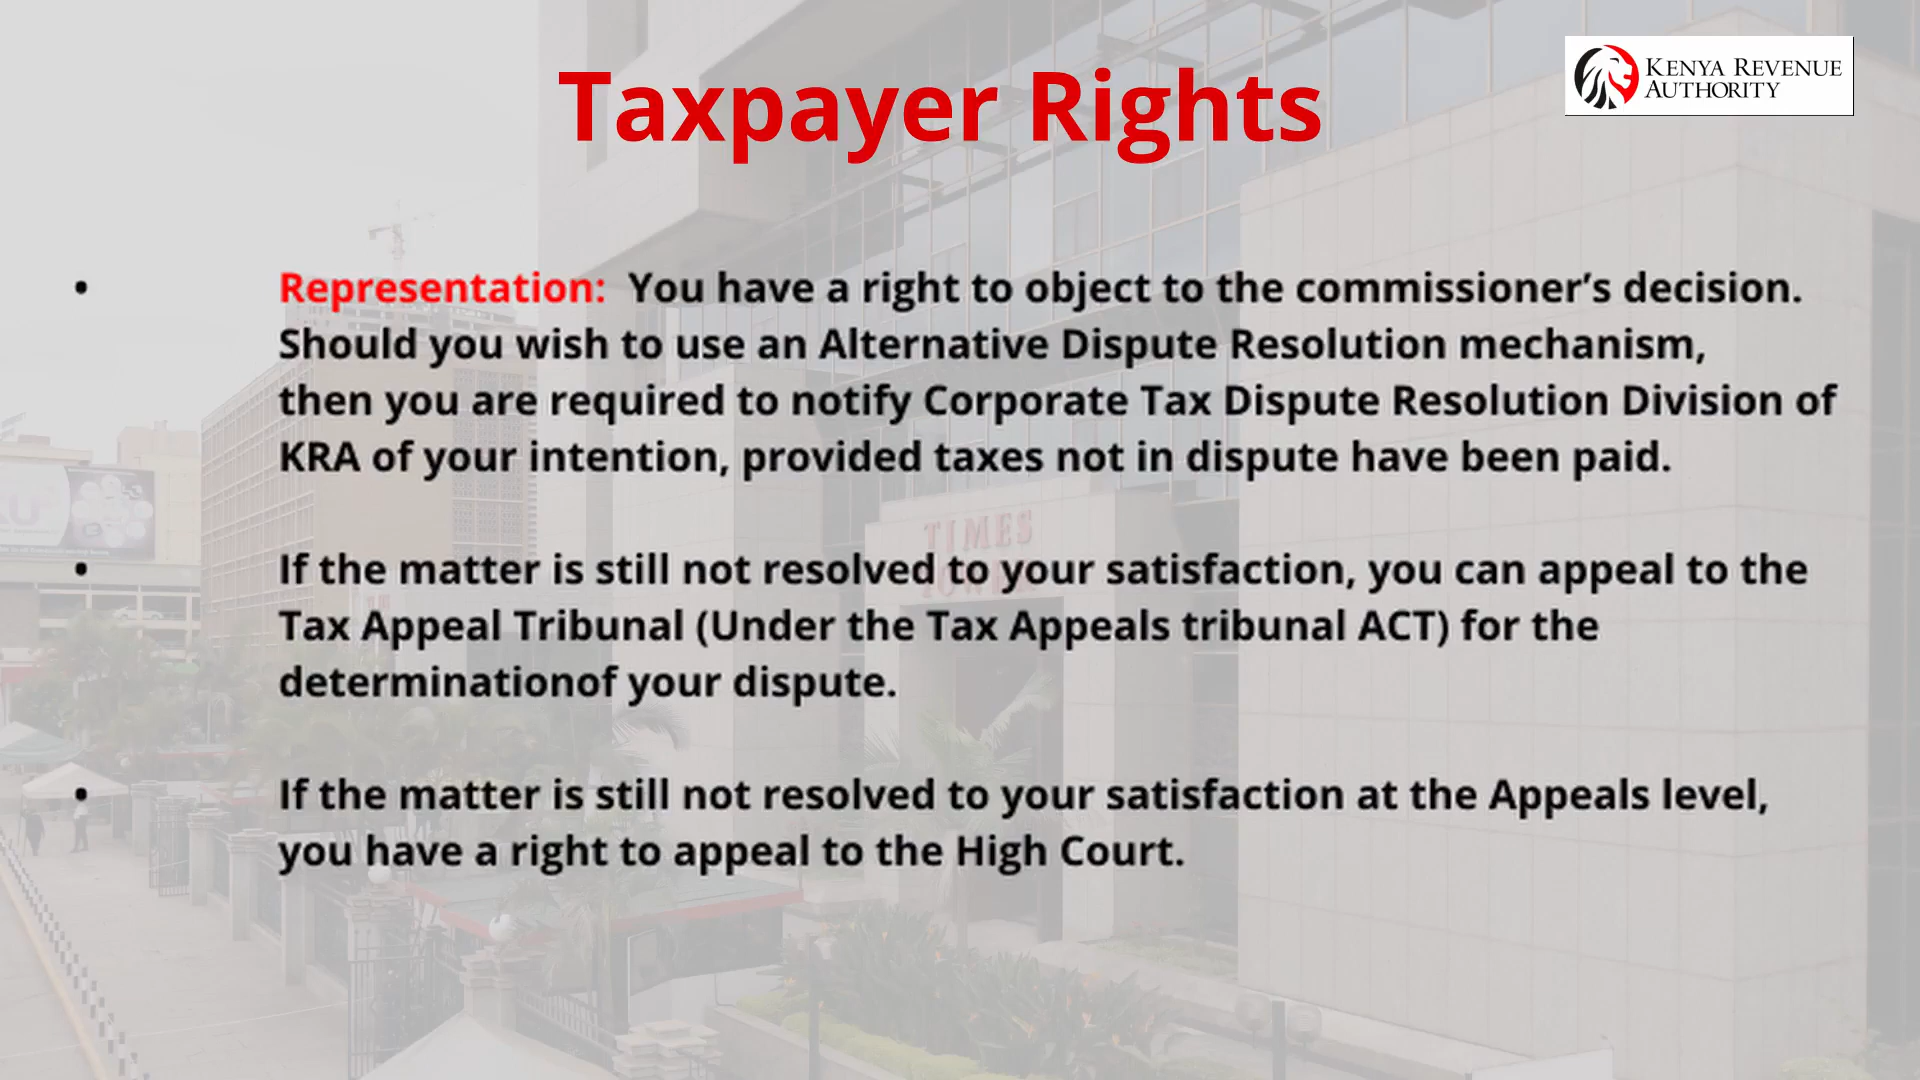 Taxpayer Rights
KENYA REVENUE
AUTHORITY
• Representation: You have a right to object to the commissioner’s decision.
Should you wish to use an Alternative Dispute Resolution mechanism,
then you are required to notify Corporate Tax Dispute Resolution Division of
KRA of your intention, provided taxes not in dispute have been paid.
• If the matter is still not resolved to your satisfaction, you can appeal to the
Tax Appeal Tribunal (Under the Tax Appeals tribunal ACT) for the
determinationof your dispute.
• If the matter is still not resolved to your satisfaction at the Appeals level,
you have a right to appeal to the High Court.
TIMES
TOWER